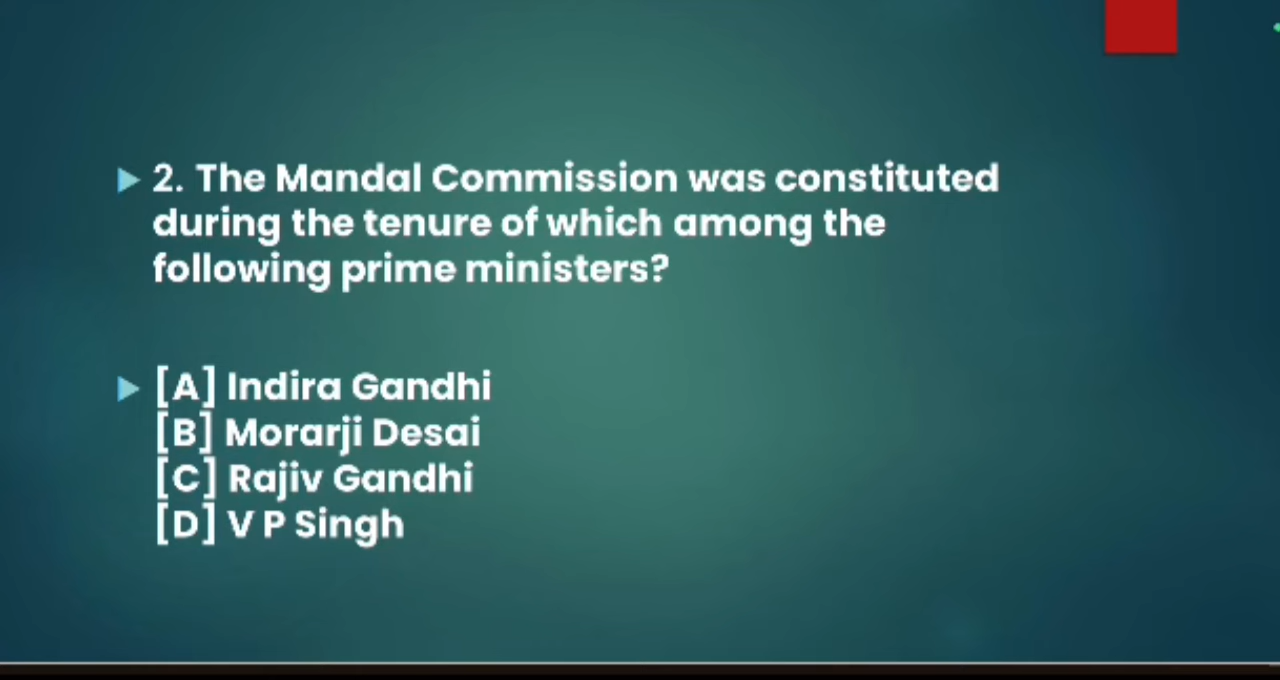 2. The Mandal Commission was constituted
during the tenure of which among the
following prime ministers?
[A] Indira Gandhi
[B] Morarji Desai
[C] Rajiv Gandhi
[D] V P Singh